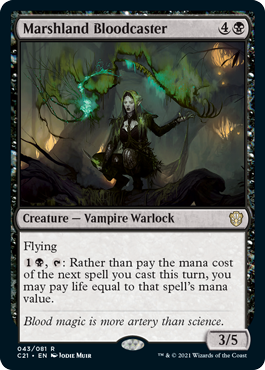 Marshland Bloodcaster 4
Creature — Vampire Warlock
Flying
1, : Rather than pay the mana cost
of the next spell you cast this turn, you
may pay life equal to that spell's mana
value.
Blood magic is more artery than science.
3/5
043/081 R
C21 • EN Jodie Muir
™ & © 2021 Wizards of the Coast